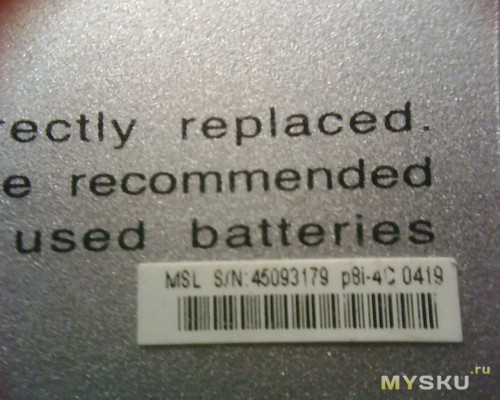 rectly replaced.
e recommended
used batteries
MSL S/N: 45093179 p8i-4C 0419
MYSKU.ru